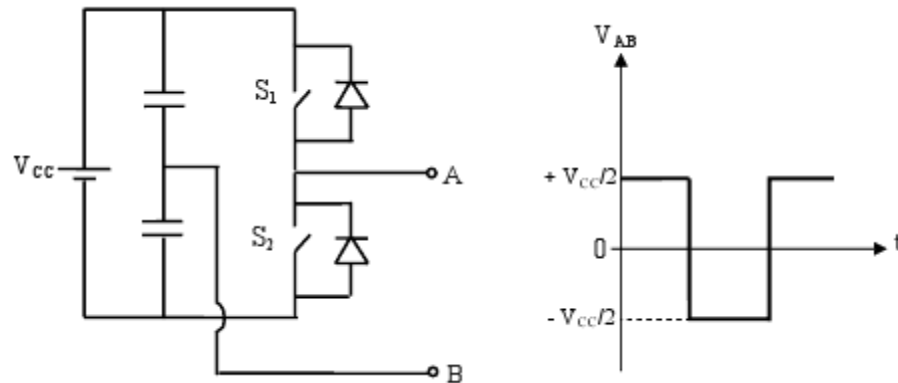 V_CC
S_1
S_2
A
B
V_AB
+ V_CC/2
0
- V_CC/2
t